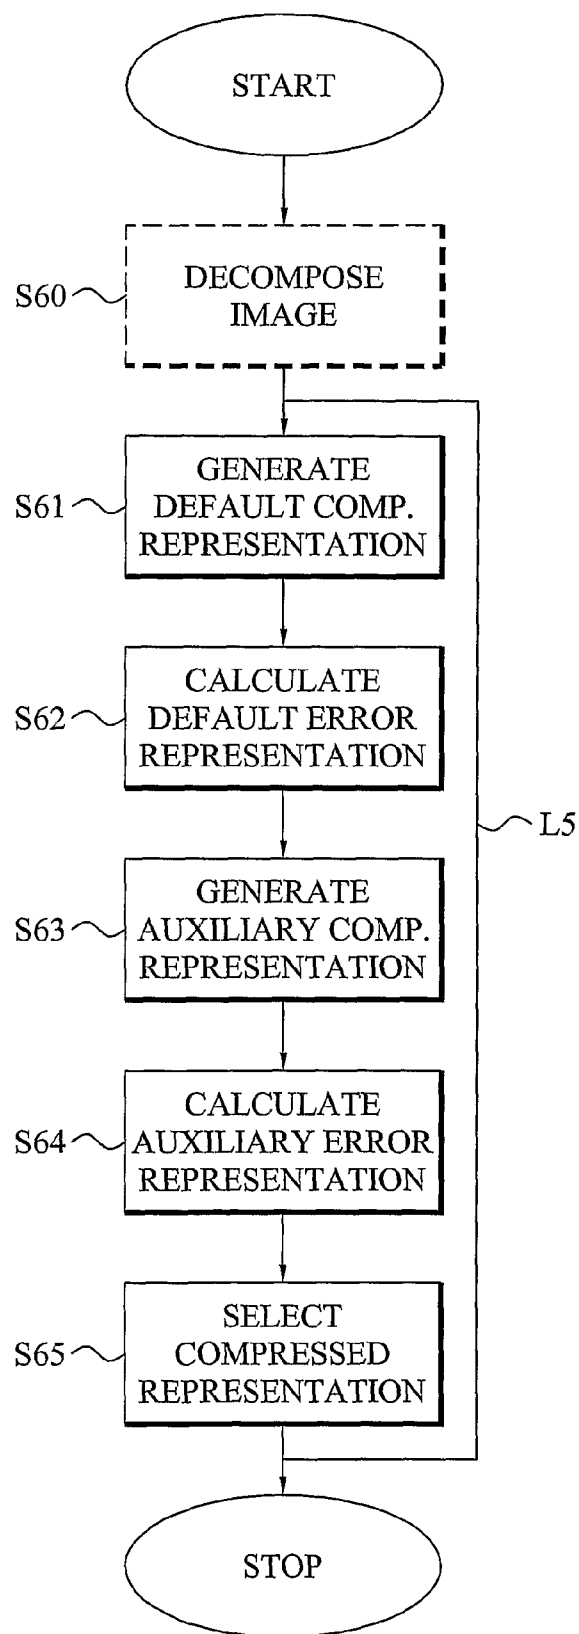 START
S60
DECOMPOSE
IMAGE
S61
GENERATE
DEFAULT COMP.
REPRESENTATION
S62
CALCULATE
DEFAULT ERROR
REPRESENTATION
L5
S63
GENERATE
AUXILIARY COMP.
REPRESENTATION
S64
CALCULATE
AUXILIARY ERROR
REPRESENTATION
S65
SELECT
COMPRESSED
REPRESENTATION
STOP